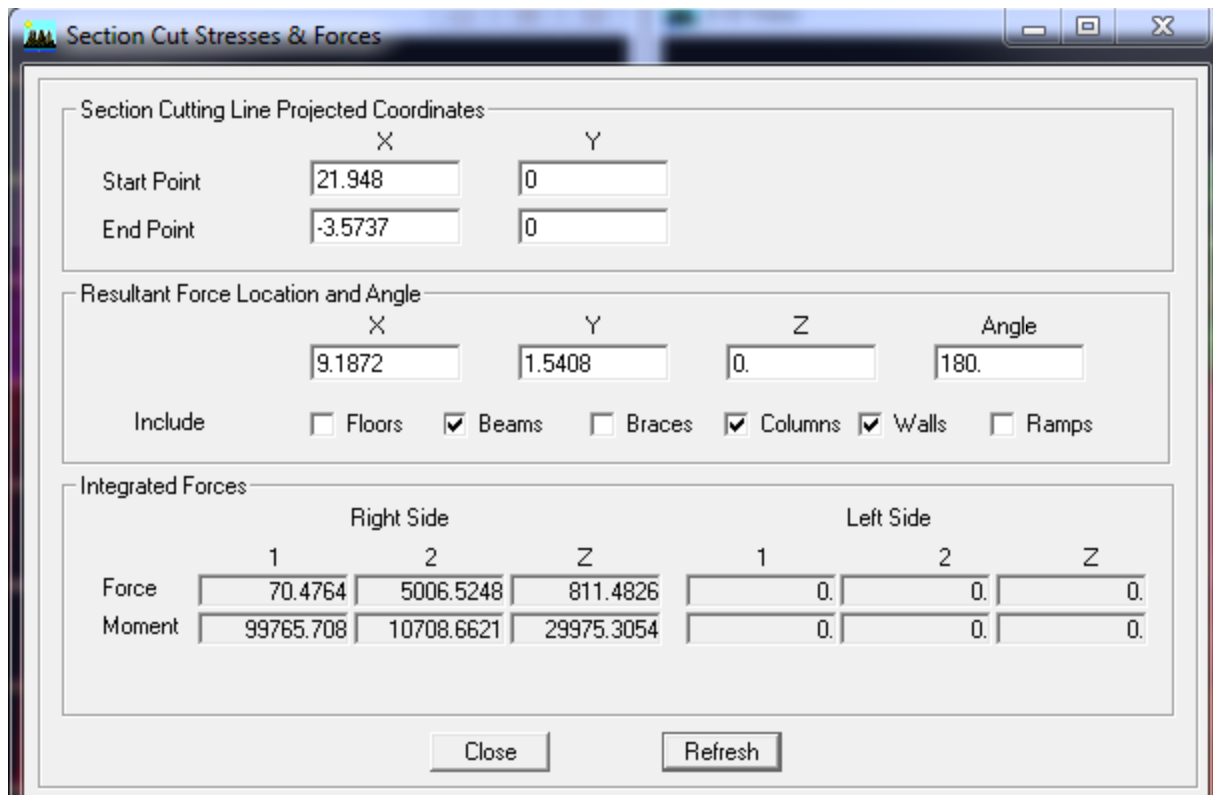 Section Cut Stresses & Forces
Section Cutting Line Projected Coordinates
X Y
Start Point 21.948 0
End Point -3.5737 0
Resultant Force Location and Angle
X Y Z Angle
9.1872 1.5408 0. 180.
Include Floors Beams Braces Columns Walls Ramps
Integrated Forces
Right Side Left Side
1 2 Z 1 2 Z
Force 70.4764 5006.5248 811.4826 0. 0. 0.
Moment 99765.708 10708.6621 29975.3054 0. 0. 0.
Close Refresh